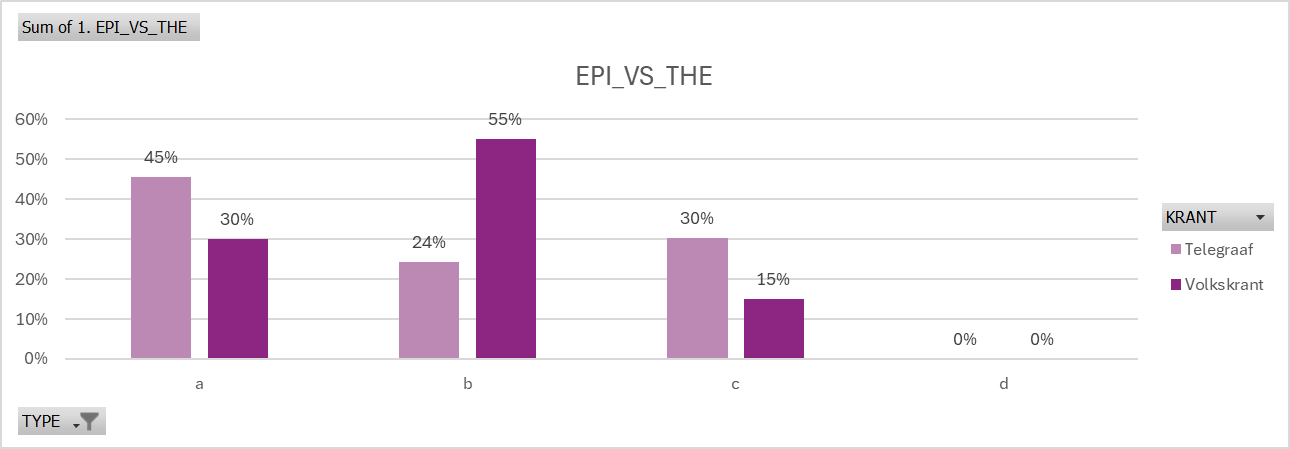 Sum of 1. EPI_VS_THE
EPI_VS_THE
60%
50%
40%
30%
20%
10%
0%
45%
30%
24%
55%
30%
15%
0%
0%
a
b
c
d
KRANT
Telegraaf
Volkskrant
TYPE